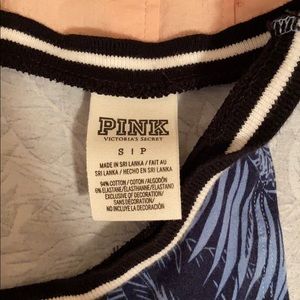 PINK
VICTORIA'S SECRET
S | P
MADE IN SRI LANKA / FAIT AU
SRI LANKA / HECHO EN SRI LANKA
94% COTTON / COTON / ALGODÓN
6% ELASTANE/ÉLASTHANNE/ELASTANO
EXCLUSIVE OF DECORATION/
SANS DÉCORATION/
NO INCLUYE LA DECORACIÓN